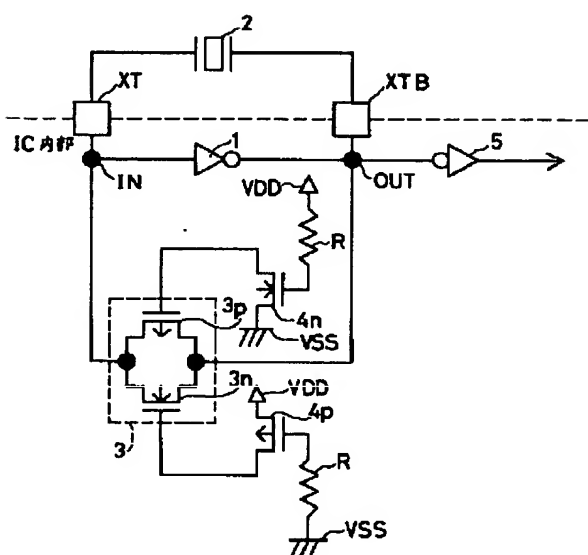 2
XT
XTB
IC内部
1
5
IN
OUT
VDD
R
3p
4n
VSS
3n
VDD
4p
3
R
VSS